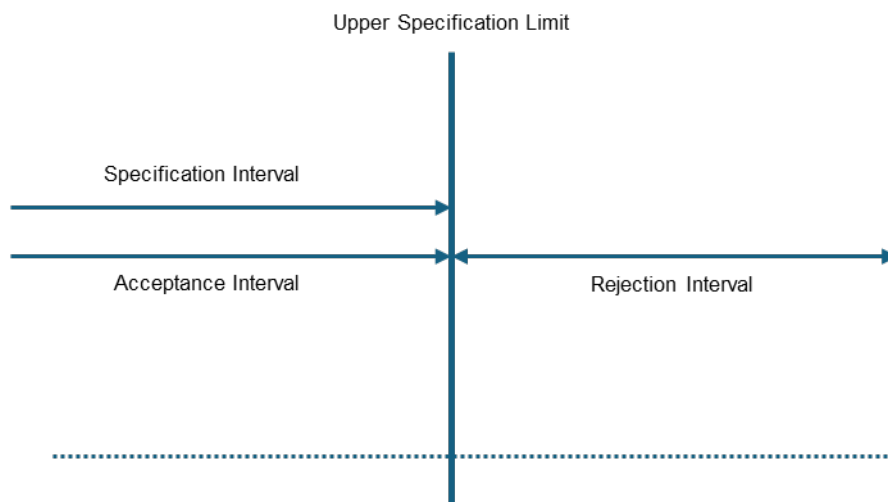 Upper Specification Limit
Specification Interval
Acceptance Interval
Rejection Interval